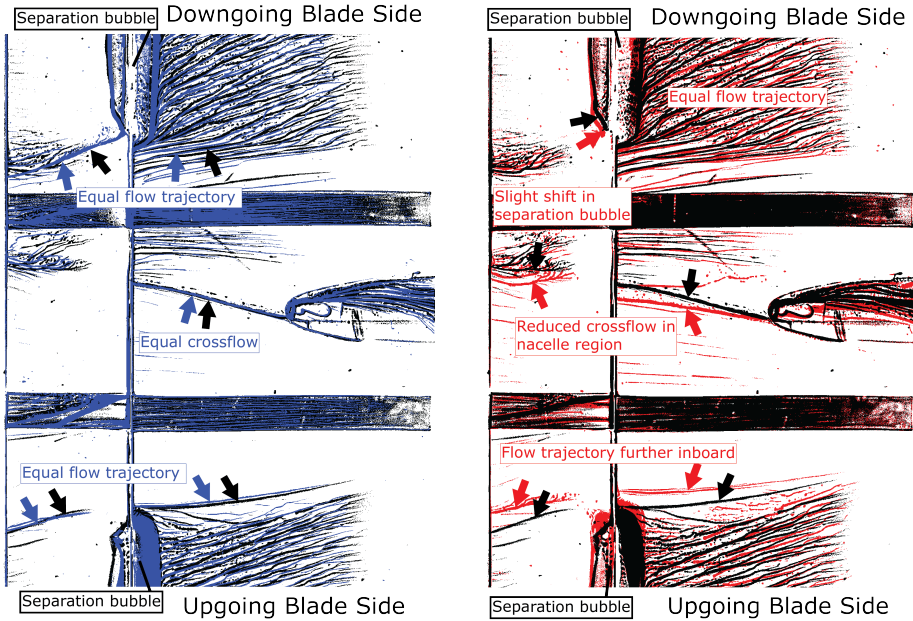 Separation bubble
Downgoing Blade Side
Equal flow trajectory
Equal crossflow
Equal flow trajectory
Separation bubble
Upgoing Blade Side
Separation bubble
Downgoing Blade Side
Equal flow trajectory
Slight shift in
separation bubble
Reduced crossflow in
nacelle region
Flow trajectory further inboard
Separation bubble
Upgoing Blade Side